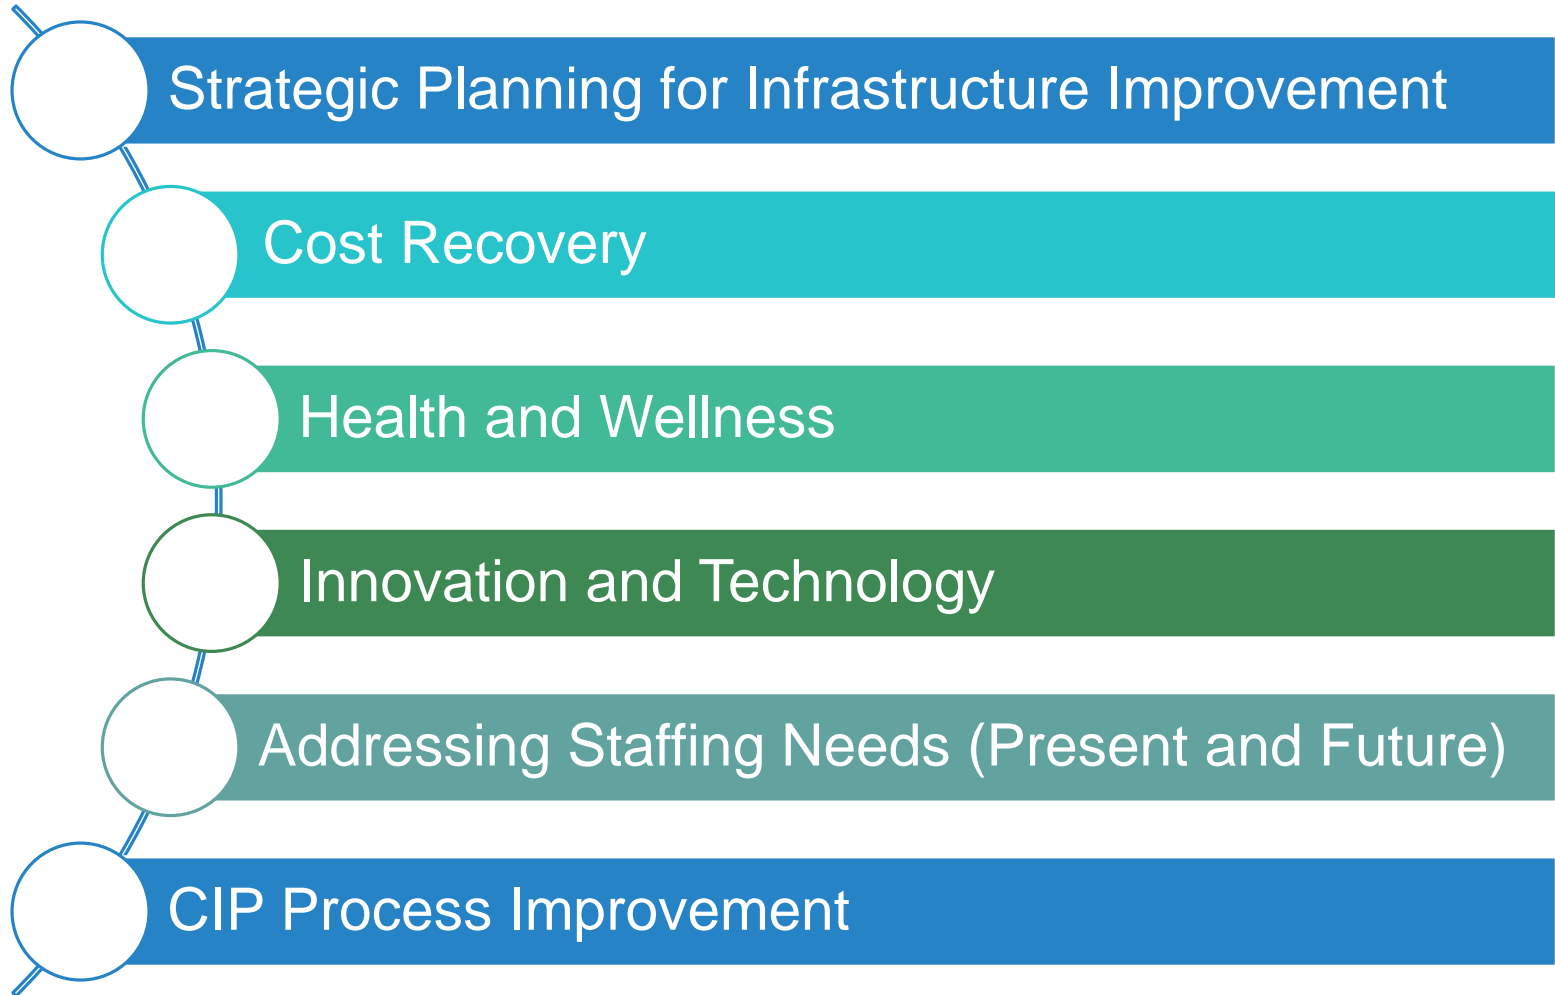 Strategic Planning for Infrastructure Improvement
Cost Recovery
Health and Wellness
Innovation and Technology
Addressing Staffing Needs (Present and Future)
CIP Process Improvement